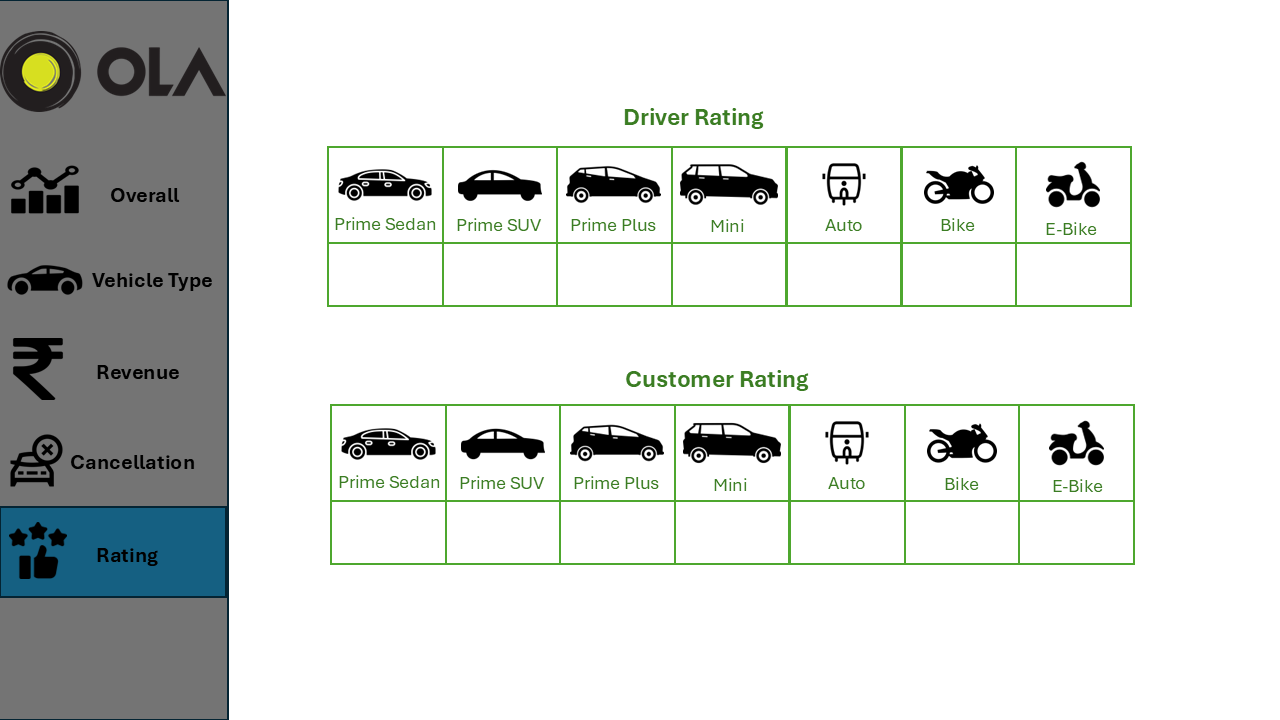 OLA
Overall
Vehicle Type
Revenue
Cancellation
Rating
Driver Rating
Prime Sedan Prime SUV Prime Plus Mini Auto Bike E-Bike
Customer Rating
Prime Sedan Prime SUV Prime Plus Mini Auto Bike E-Bike